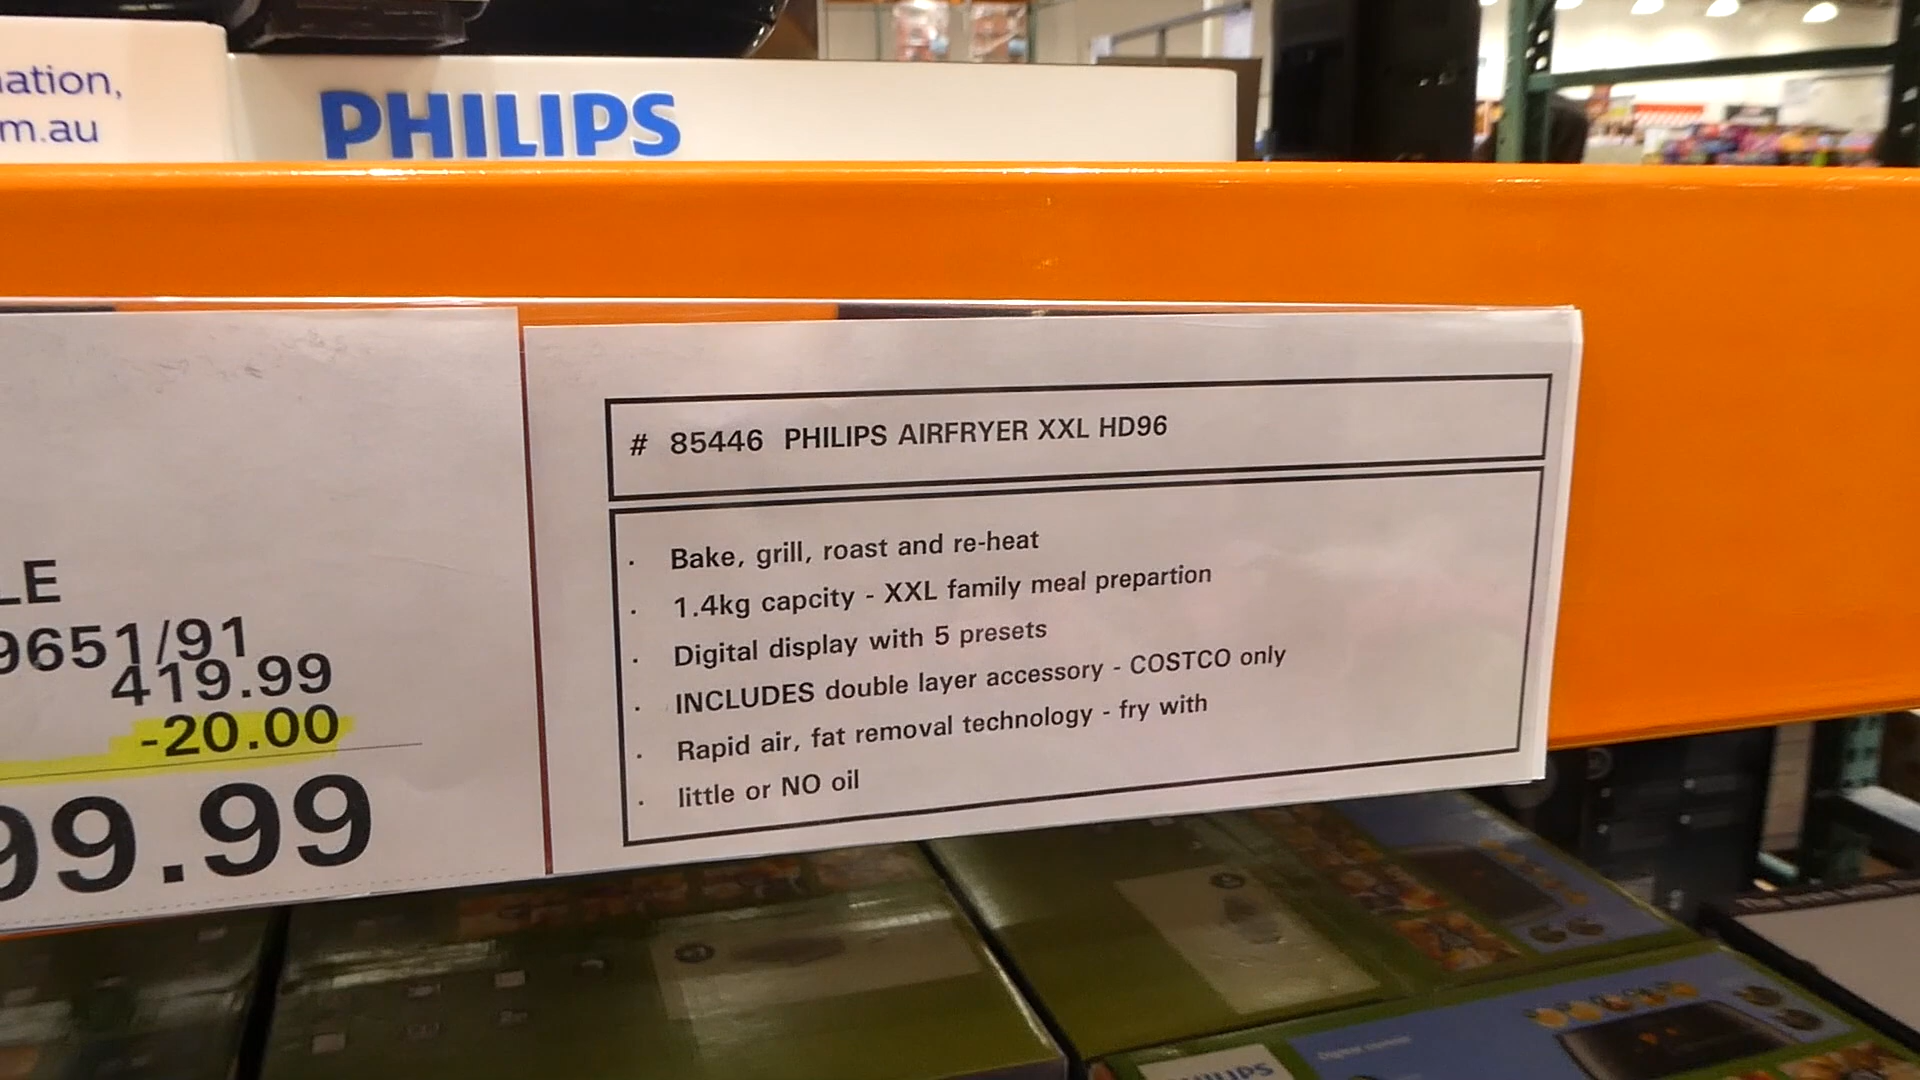 ation,
m.au
PHILIPS
LE
9651/91
419.99
-20.00
99.99
# 85446 PHILIPS AIRFRYER XXL HD96
· Bake, grill, roast and re-heat
· 1.4kg capcity - XXL family meal prepartion
· Digital display with 5 presets
· INCLUDES double layer accessory - COSTCO only
· Rapid air, fat removal technology - fry with
· little or NO oil
PHILIPS